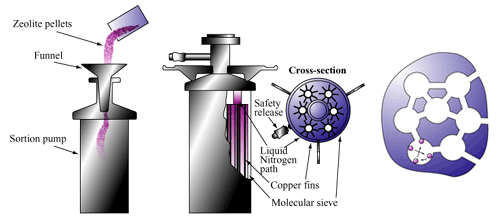 Zeolite pellets
Funnel
Sortion pump
Cross-section
Safety
release
Liquid
Nitrogen
path
Copper fins
Molecular sieve